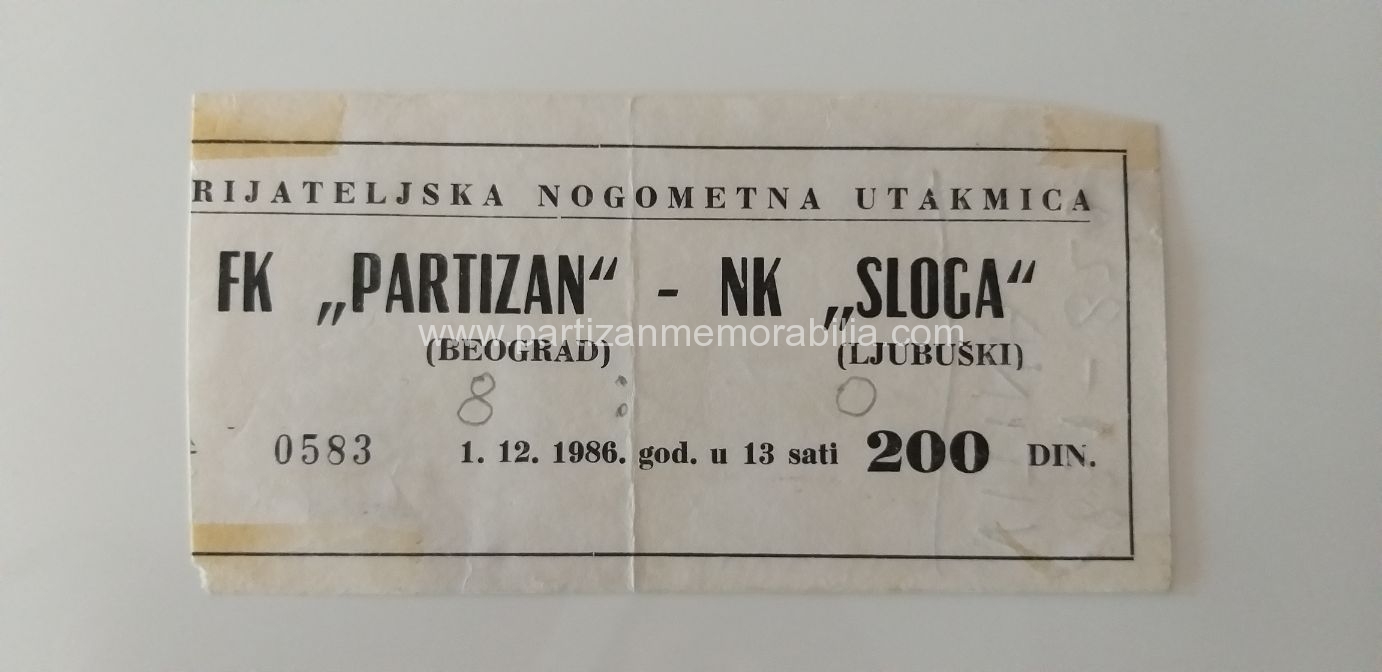 RIJATELJSKA NOGOMETNA UTAKMICA
FK „PARTIZAN“ - NK „SLOGA“
www.partizanmemorabilia.com
(BEOGRAD) (LJUBUŠKI)
8 : 0
0583 1. 12. 1986. god. u 13 sati 200 DIN.